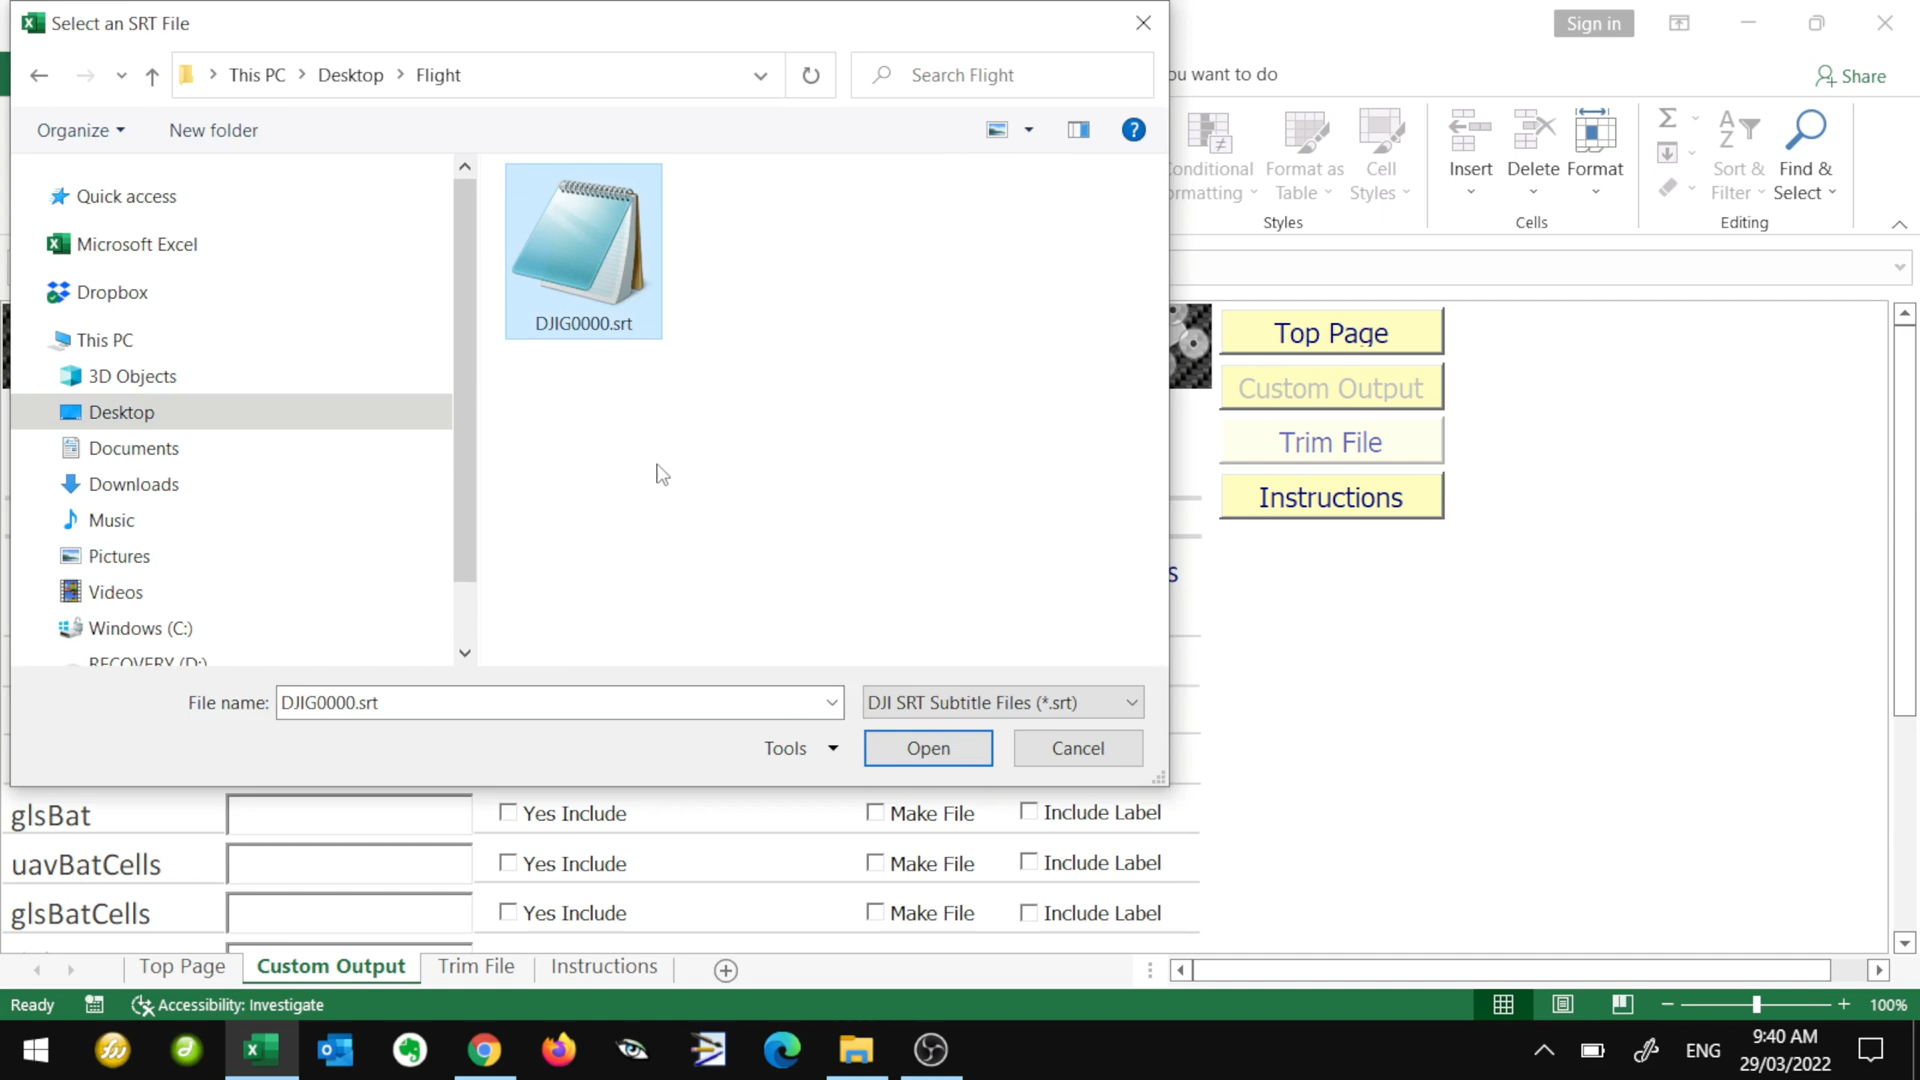 Select an SRT File
Sign in
This PC > Desktop > Flight
Search Flight
ou want to do
Share
Organize
New folder
Quick access
Microsoft Excel
Dropbox
This PC
3D Objects
Desktop
Documents
Downloads
Music
Pictures
Videos
Windows (C:)
RECOVERY (D:)
DJIG0000.srt
onditional
rmatting
Format as
Table
Cell
Styles
Styles
Insert
Delete
Format
Cells
Sort &
Filter
Find &
Select
Editing
Top Page
Custom Output
Trim File
Instructions
s
File name: DJIG0000.srt
DJI SRT Subtitle Files (*.srt)
Tools
Open
Cancel
glsBat Yes Include Make File Include Label
uavBatCells Yes Include Make File Include Label
glsBatCells Yes Include Make File Include Label
Top Page Custom Output Trim File Instructions
Ready Accessibility: Investigate 100%
ENG
9:40 AM
29/03/2022